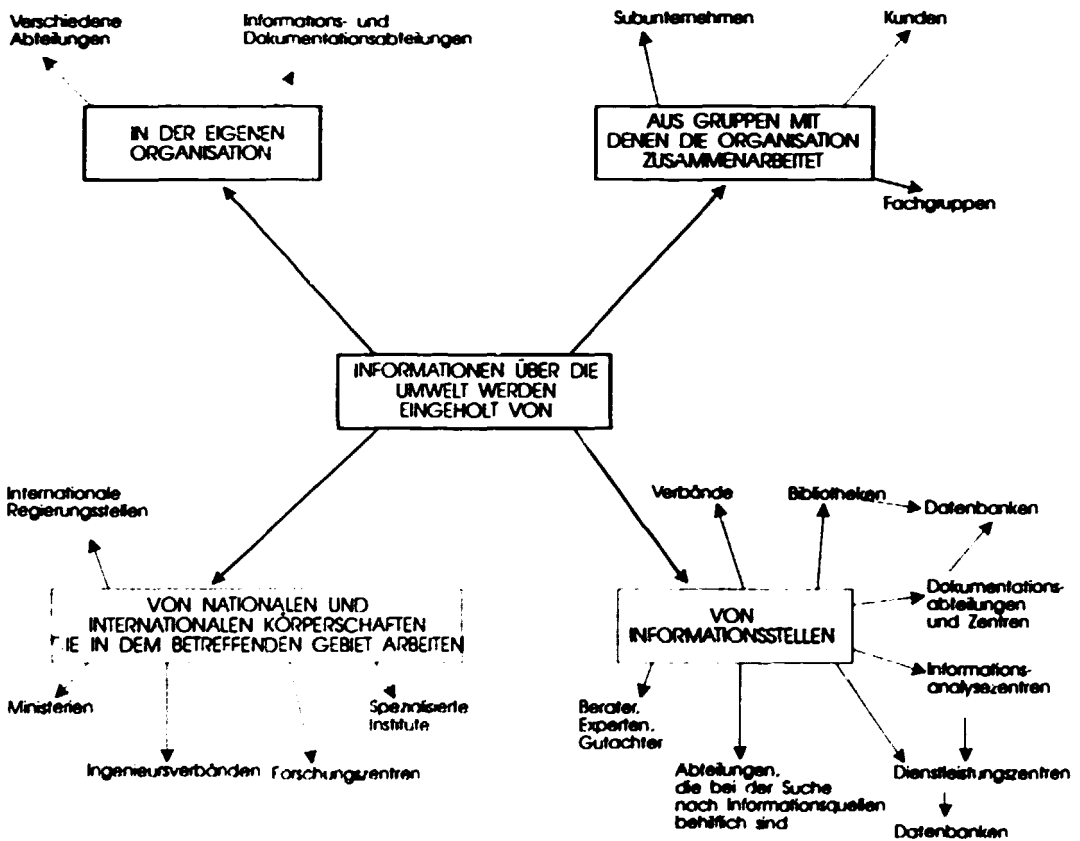 Verschiedene
Abteilungen
Informations- und
Dokumentationsabteilungen
Subunternehmen
Kunden
IN DER EIGENEN
ORGANISATION
AUS GRUPPEN MIT
DENEN DIE ORGANISATION
ZUSAMMENARBEITET
Fachgruppen
INFORMATIONEN ÜBER DIE
UMWELT WERDEN
EINGEHOLT VON
Internationale
Regierungsstellen
Verbände
Bibliotheken
Datenbanken
VON NATIONALEN UND
INTERNATIONALEN KÖRPERSCHAFTEN
IE IN DEM BETREFFENDEN GEBIET ARBEITEN
VON
INFORMATIONSSTELLEN
Dokumentations-
abteilungen
und Zentren
Informations-
analysezentren
Ministerien
Spezialisierte
Institute
Berater,
Experten,
Gutachter
Ingenieursverbänden
Forschungszentren
Abteilungen,
die bei der Suche
nach Informationsquellen
behilflich sind
Dienstleistungszentren
Datenbanken